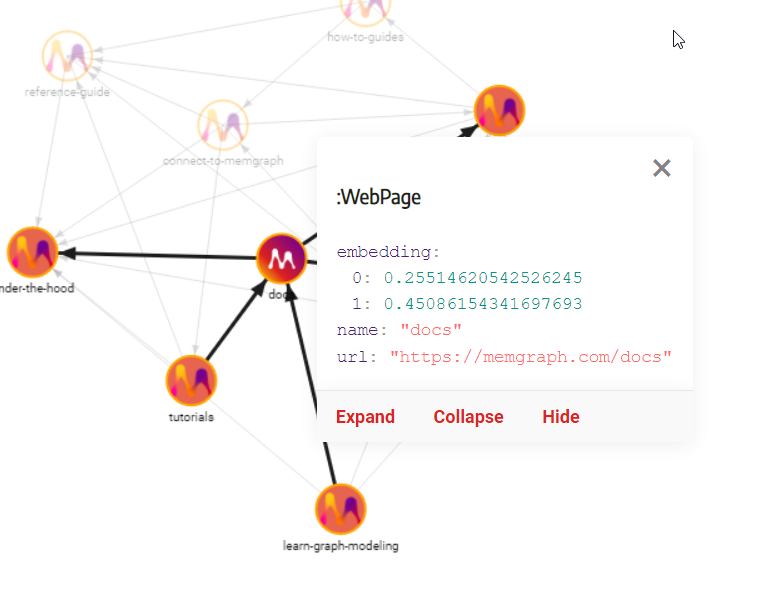 how-to-guides
reference-guide
connect-to-memgraph
:WebPage
embedding:
0: 0.25514620542526245
1: 0.45086154341697693
name: "docs"
url: "https://memgraph.com/docs"
nder-the-hood
doc
tutorials
Expand Collapse Hide
learn-graph-modeling